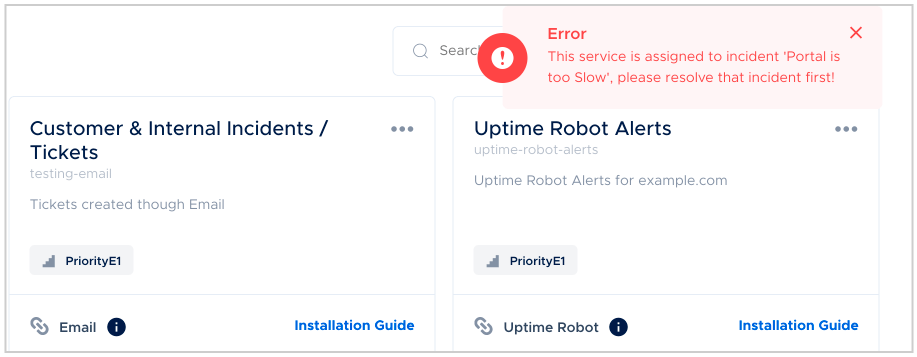 Error
This service is assigned to incident 'Portal is
too Slow', please resolve that incident first!
Customer & Internal Incidents /
Tickets
testing-email
Tickets created though Email
PriorityE1
Email
Installation Guide
Uptime Robot Alerts
uptime-robot-alerts
Uptime Robot Alerts for example.com
PriorityE1
Uptime Robot
Installation Guide